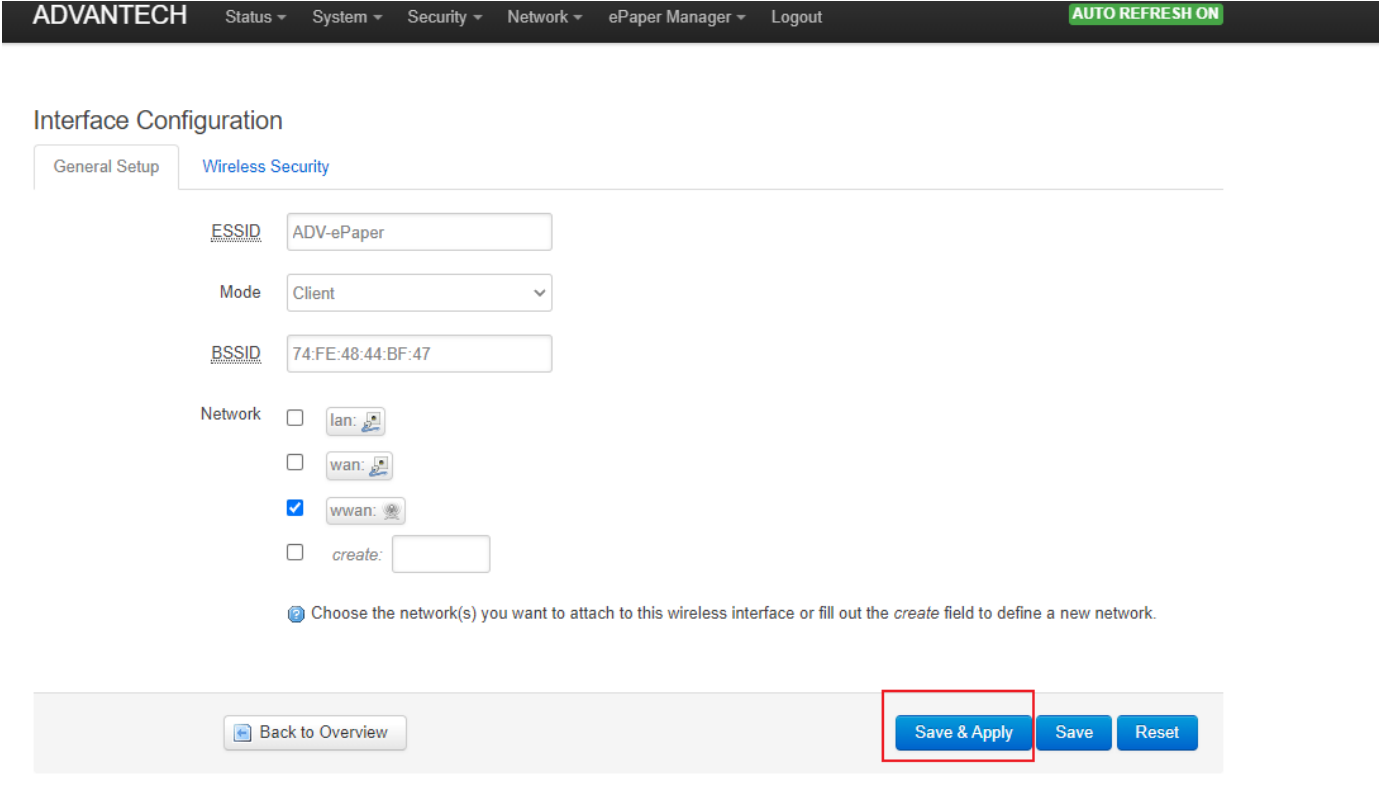 ADVANTECH Status System Security Network ePaper Manager Logout AUTO REFRESH ON
Interface Configuration
General Setup Wireless Security
ESSID ADV-ePaper
Mode Client
BSSID 74:FE:48:44:BF:47
Network lan:
wan:
wwan:
create:
Choose the network(s) you want to attach to this wireless interface or fill out the create field to define a new network.
Back to Overview Save & Apply Save Reset